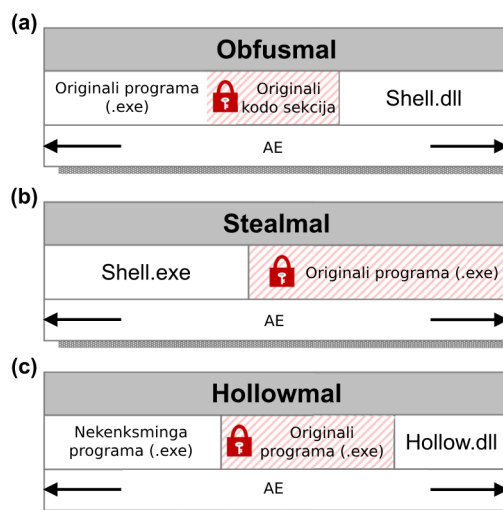 (a)
Obfusmal
Originali programa
(.exe)
Originali
kodo sekcija
Shell.dll
AE
(b)
Stealmal
Shell.exe
Originali programa (.exe)
AE
(c)
Hollowmal
Nekenksminga
programa (.exe)
Originali
programa (.exe)
Hollow.dll
AE